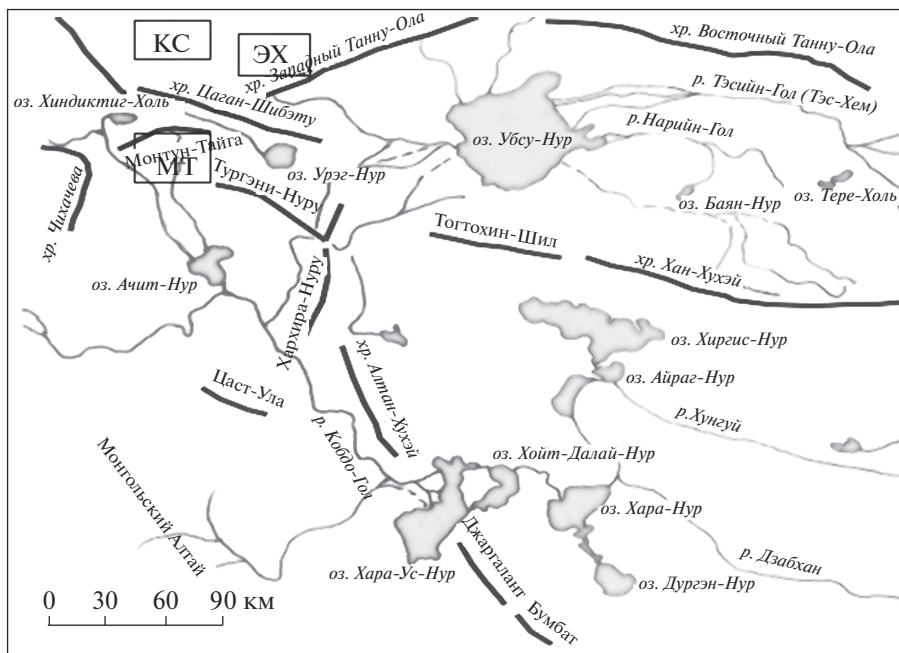 КС
ЭХ
хр. Западный Танну-Ола
хр. Восточный Танну-Ола
оз. Хиндиктиг-Холь
хр. Цаган-Шибэту
р. Тэсийн-Гол (Тэс-Хем)
оз. Убсу-Нур
р.Нарийн-Гол
Монтун-Тайга
МТ
оз. Урэг-Нур
Тургэни-Нуру
хр. Чихачева
оз. Баян-Нур
оз. Тере-Холь
Тогтохин-Шил
хр. Хан-Хухэй
оз. Ачит-Нур
Хархира-Нуру
оз. Хиргис-Нур
оз. Айраг-Нур
Цаст-Ула
хр. Алтан-Хухэй
р.Хунгуй
р. Кобдо-Гол
Монгольский Алтай
оз. Хойт-Далай-Нур
оз. Хара-Нур
Джаргалант
оз. Хара-Ус-Нур
р. Дзабхан
оз. Дургэн-Нур
Бумбат
0 30 60 90 км